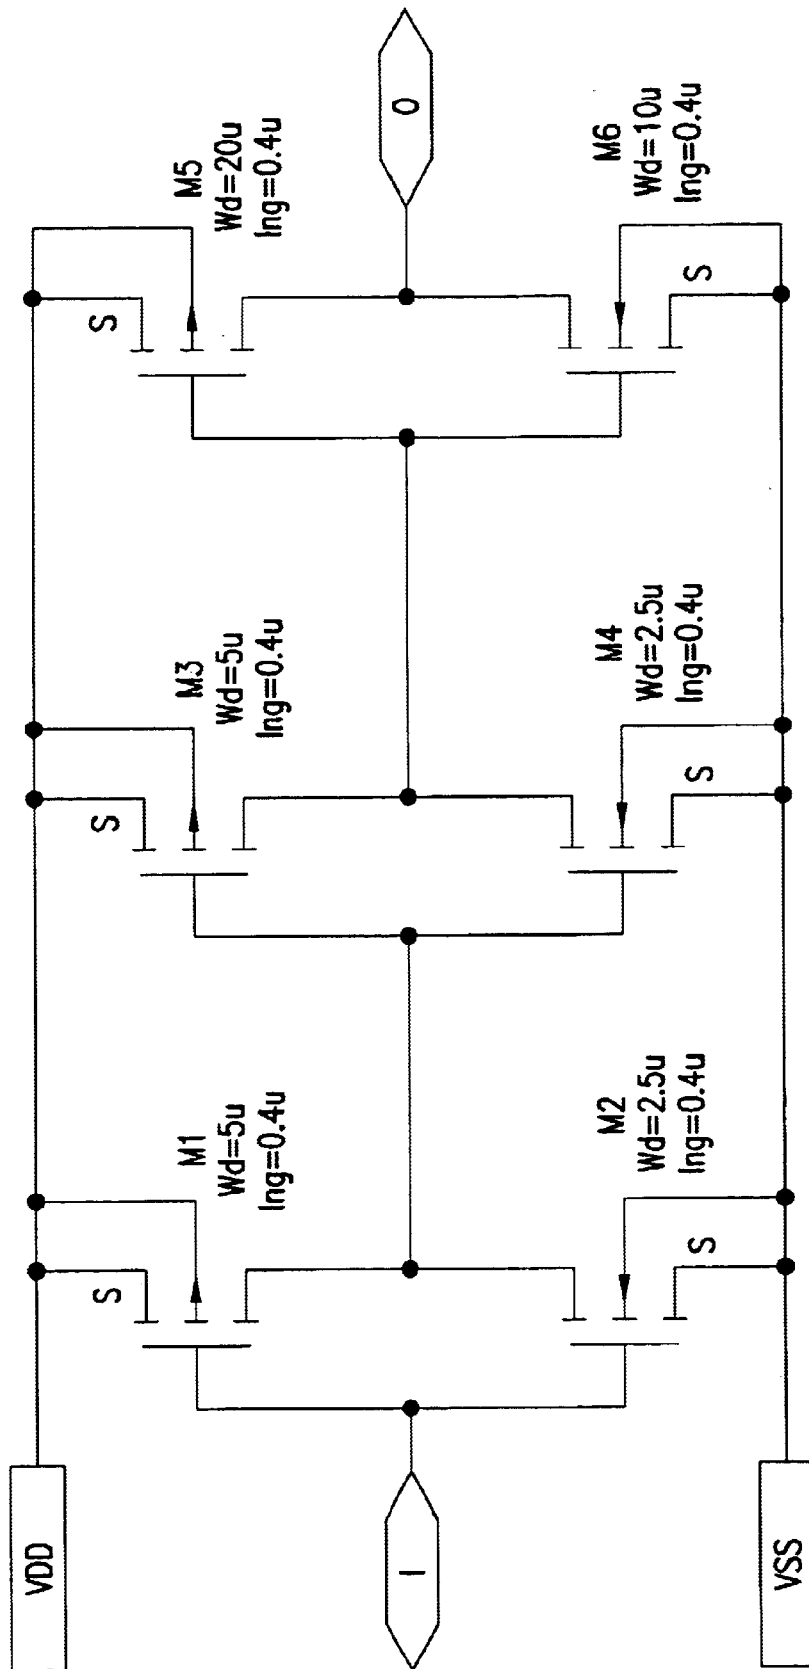 VDD
S
M1
Wd=5u
lng=0.4u
S
M3
Wd=5u
lng=0.4u
S
M5
Wd=20u
lng=0.4u
I
O
M2
Wd=2.5u
lng=0.4u
S
M4
Wd=2.5u
lng=0.4u
S
M6
Wd=10u
lng=0.4u
S
VSS